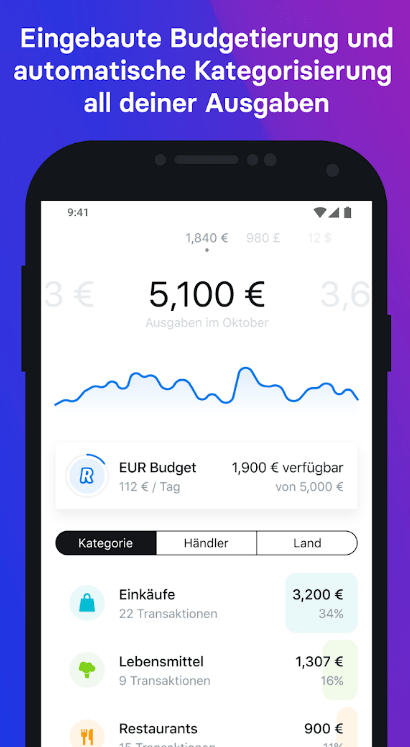 Eingebaute Budgetierung und
automatische Kategorisierung
all deiner Ausgaben
9:41
1,840 € 980 £ 12 $
3 € 5,100 € 3,6
Ausgaben im Oktober
R EUR Budget 1,900 € verfügbar
112 € / Tag von 5,000 €
Kategorie Händler Land
Einkäufe 3,200 €
22 Transaktionen 34%
Lebensmittel 1,307 €
9 Transaktionen 16%
Restaurants 900 €
15 Transaktionen 11%